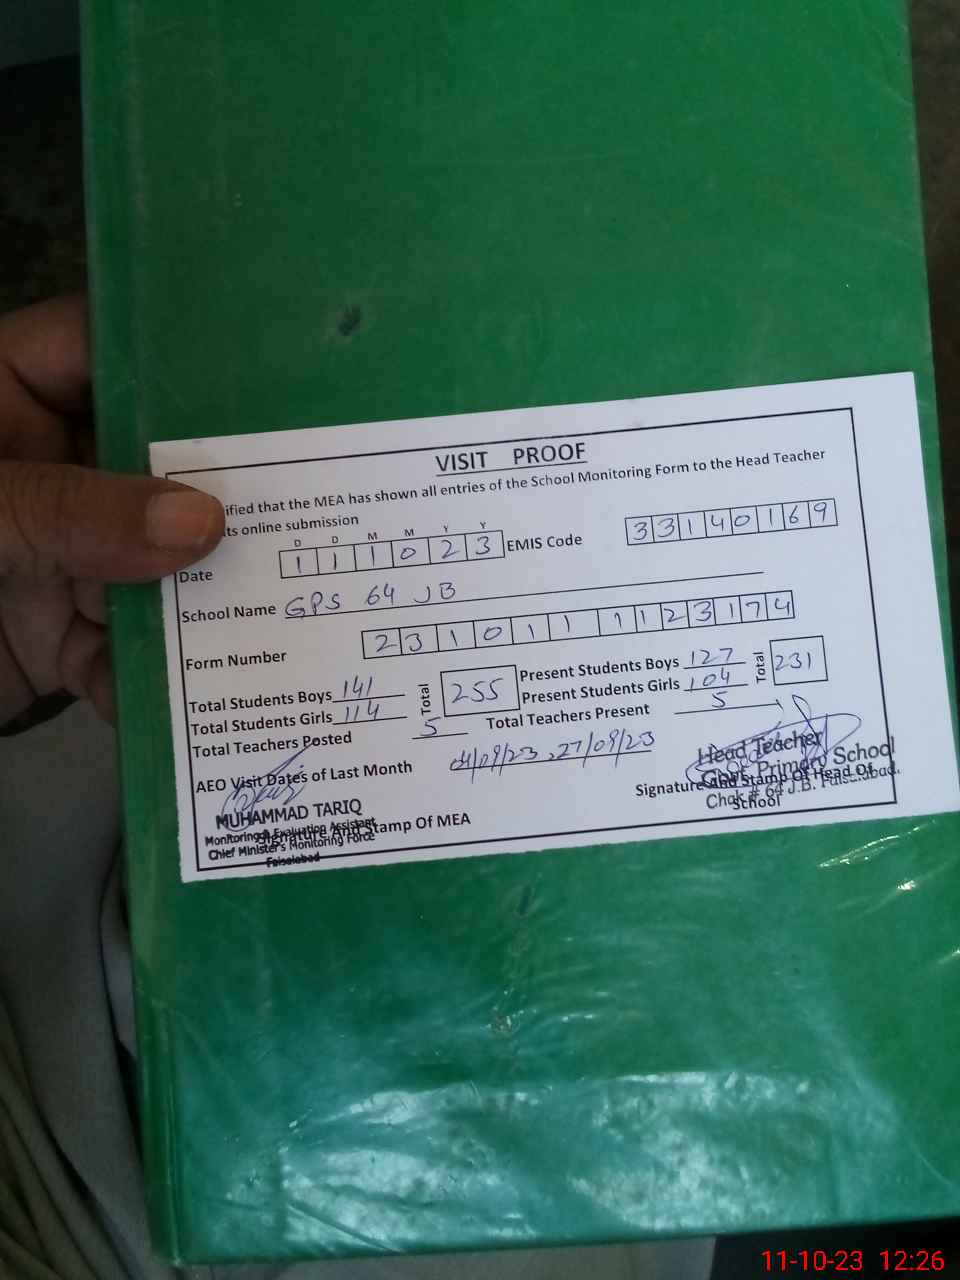 VISIT PROOF
ified that the MEA has shown all entries of the School Monitoring Form to the Head Teacher
its online submission
D D M M Y Y
Date 1 1 1 0 2 3 EMIS Code 3 3 1 4 0 1 6 9
School Name GPS 64 JB
Form Number 2 3 1 0 1 1 1 1 2 3 1 7 4
Total Students Boys 141 Total 255 Present Students Boys 127 Total 231
Total Students Girls 114 Present Students Girls 104
Total Teachers Posted 5 Total Teachers Present 5
AEO Visit Dates of Last Month 04/09/23, 27/09/23
Head Teacher
Govt Primary School
Chak # 64 J.B. Faisalabad.
Signature And Stamp Of Head Of
School
MUHAMMAD TARIQ
Monitoring & Evaluation Assistant
Chief Minister's Monitoring Force
Faisalabad
Signature And Stamp Of MEA
11-10-23 12:26